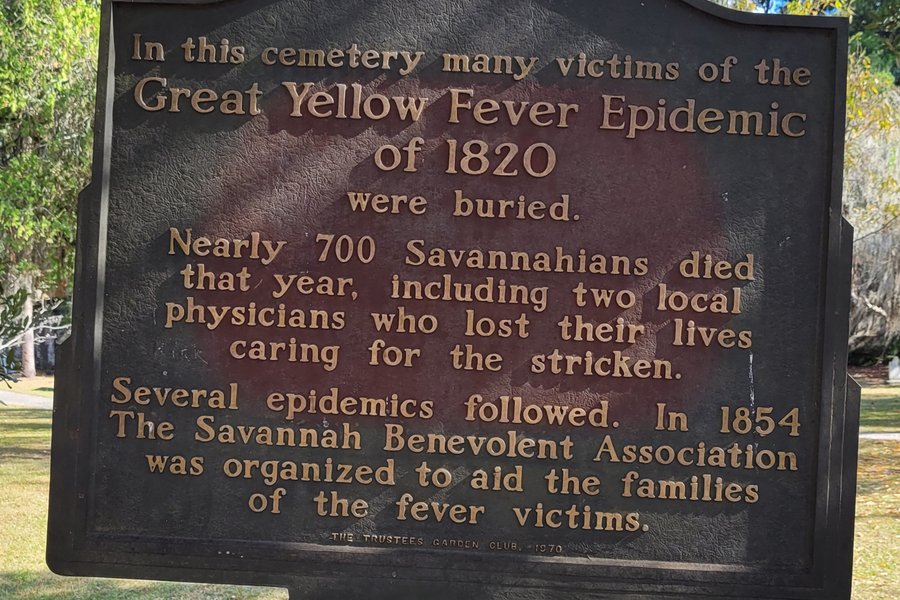 In this cemetery many victims of the
Great Yellow Fever Epidemic
of 1820
were buried.
Nearly 700 Savannahians died
that year, including two local
physicians who lost their lives
caring for the stricken.
Several epidemics followed. In 1854
The Savannah Benevolent Association
was organized to aid the families
of the fever victims.
THE TRUSTEES GARDEN CLUB, 1970